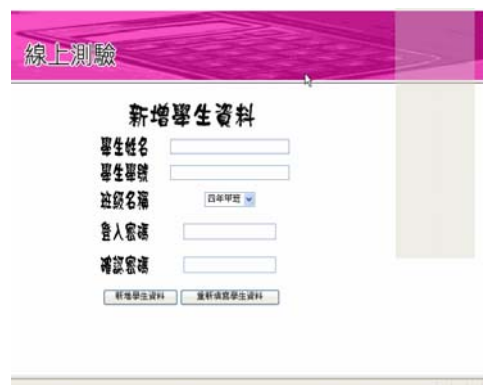 線上測驗
新增學生資料
學生姓名
學生學號
班級名稱
四年甲班
登入密碼
確認密碼
新增學生資料 重新填寫學生資料